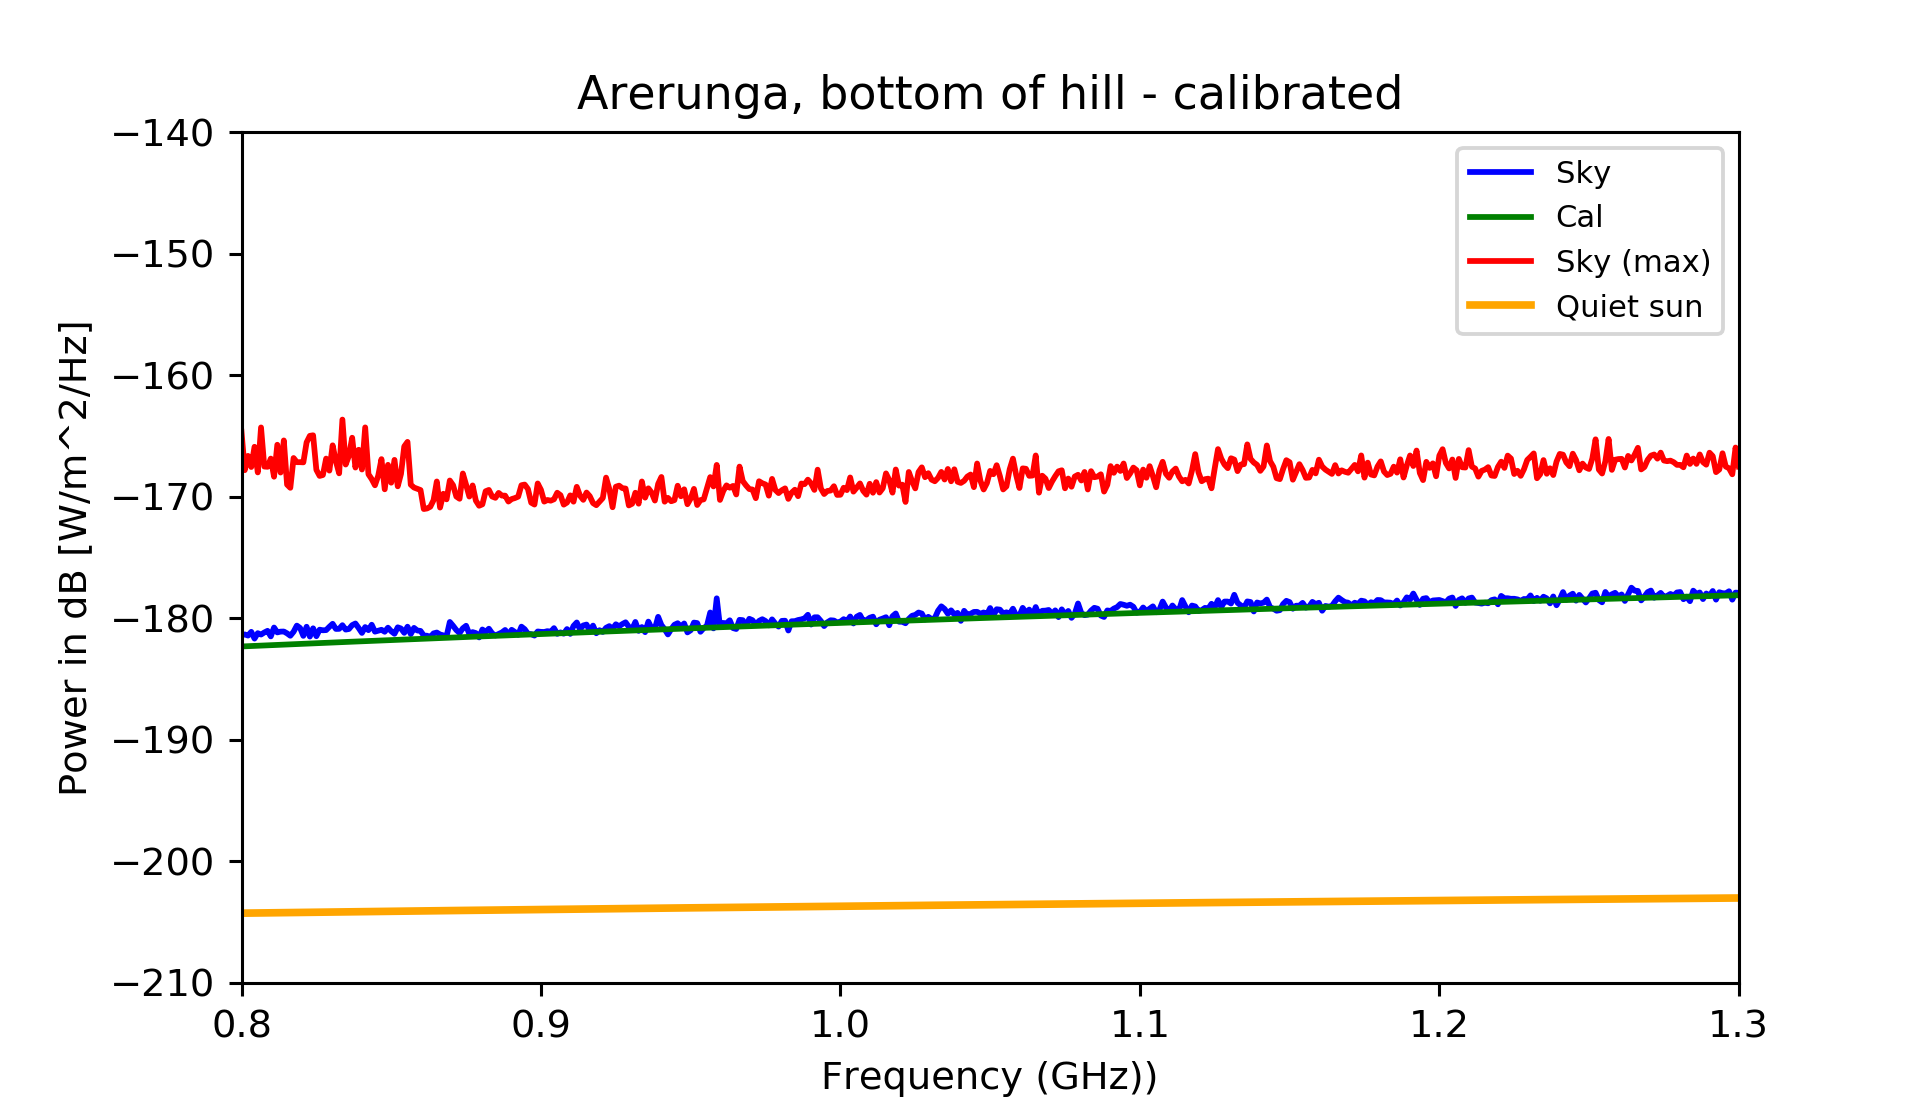 Arerunga, bottom of hill - calibrated
−140
−150
−160
−170
−180
−190
−200
−210
Power in dB [W/m^2/Hz]
Sky
Cal
Sky (max)
Quiet sun
0.8 0.9 1.0 1.1 1.2 1.3
Frequency (GHz))